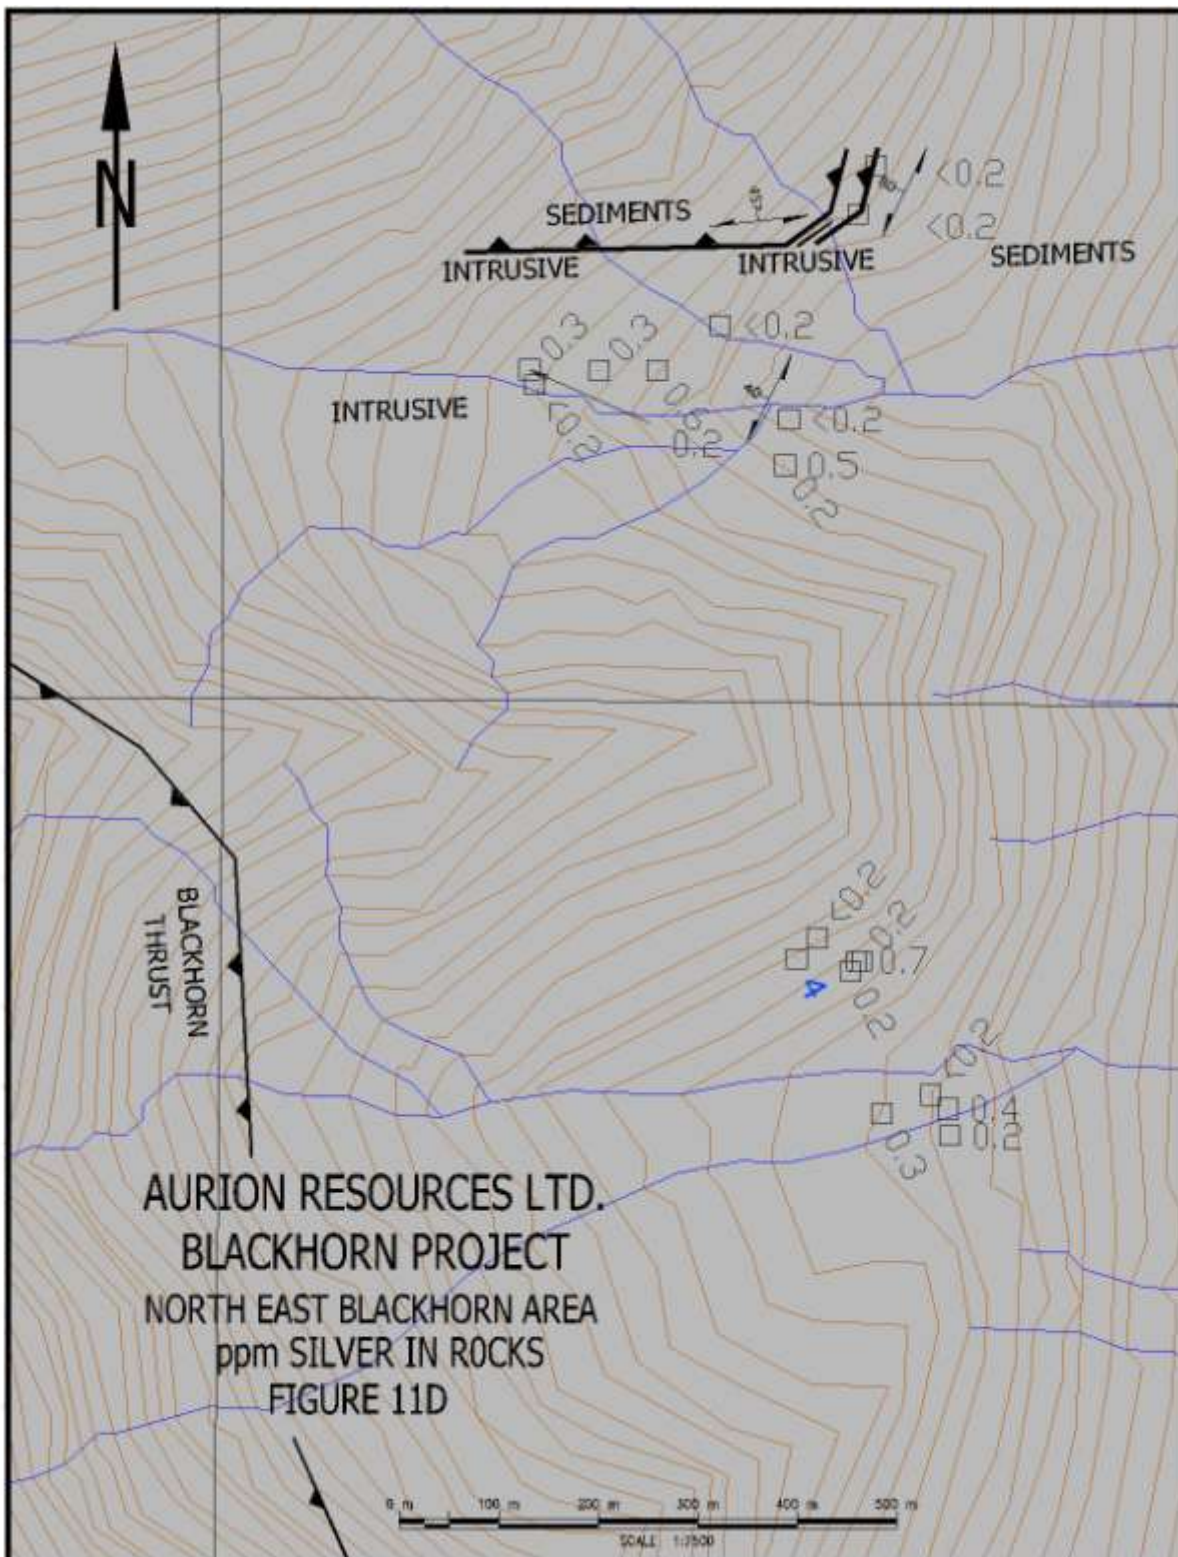 N
<0.2
SEDIMENTS
<0.2
INTRUSIVE
INTRUSIVE
SEDIMENTS
0.3
0.3
<0.2
INTRUSIVE
<0.2
0.6
0.2
<0.2
0.5
0.2
<0.2
0.2
0.7
4
0.2
BLACKHORN
THRUST
<0.2
0.4
0.2
0.3
AURION RESOURCES LTD.
BLACKHORN PROJECT
NORTH EAST BLACKHORN AREA
ppm SILVER IN ROCKS
FIGURE 11D
0 m 100 m 200 m 300 m 400 m 500 m
SCALE 1:7500